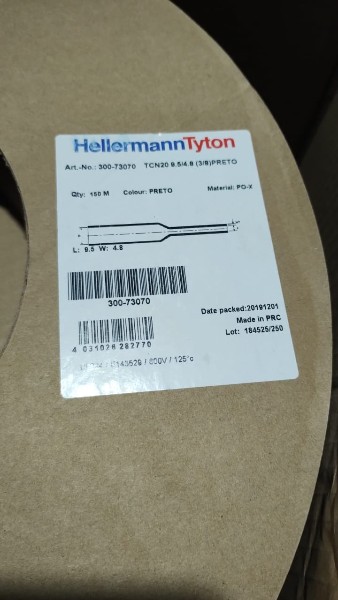 HellermannTyton
Art.-No.: 300-73070 TCN20 9.5/4.8 (3/8)PRETO
Qty: 150 M Colour: PRETO Material: PO-X
L: 9.5 W: 4.8
300-73070
Date packed:20191201
Made in PRC
Lot: 184525/250
4 031026 287770
/ 600V / 125°c